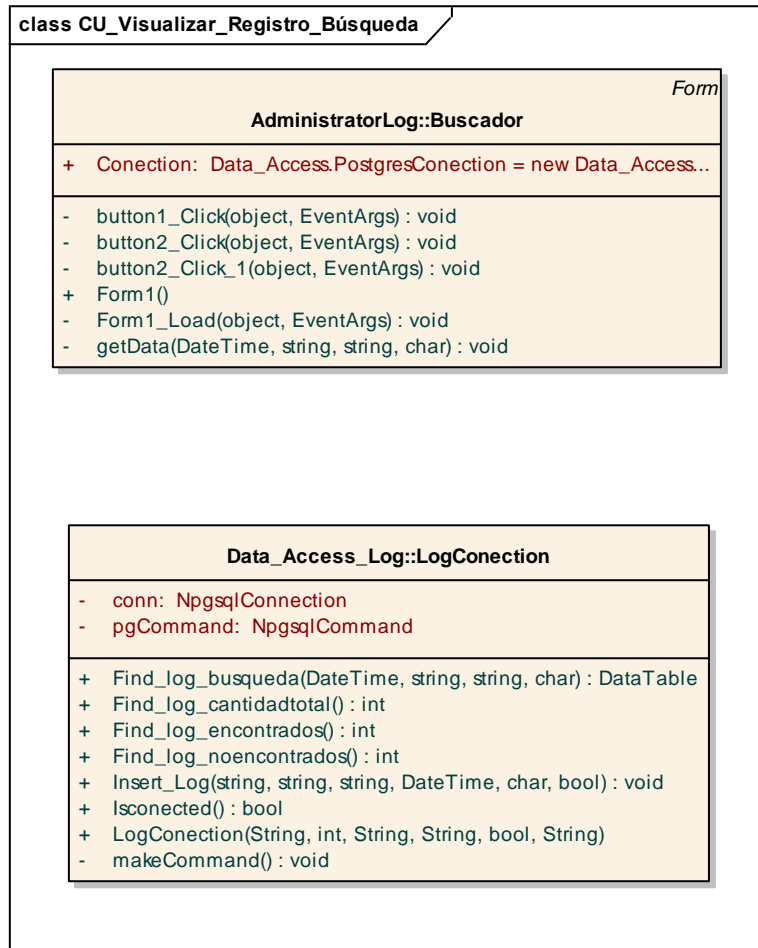 class CU_Visualizar_Registro_Búsqueda
Form
AdministratorLog::Buscador
+ Conection: Data_Access.PostgresConection = new Data_Access...
- button1_Click(object, EventArgs) : void
- button2_Click(object, EventArgs) : void
- button2_Click_1(object, EventArgs) : void
+ Form1()
- Form1_Load(object, EventArgs) : void
- getData(DateTime, string, string, char) : void
Data_Access_Log::LogConection
- conn: NpgsqlConnection
- pgCommand: NpgsqlCommand
+ Find_log_busqueda(DateTime, string, string, char) : DataTable
+ Find_log_cantidadtotal() : int
+ Find_log_encontrados() : int
+ Find_log_noencontrados() : int
+ Insert_Log(string, string, string, DateTime, char, bool) : void
+ Isconected() : bool
+ LogConection(String, int, String, String, bool, String)
- makeCommand() : void